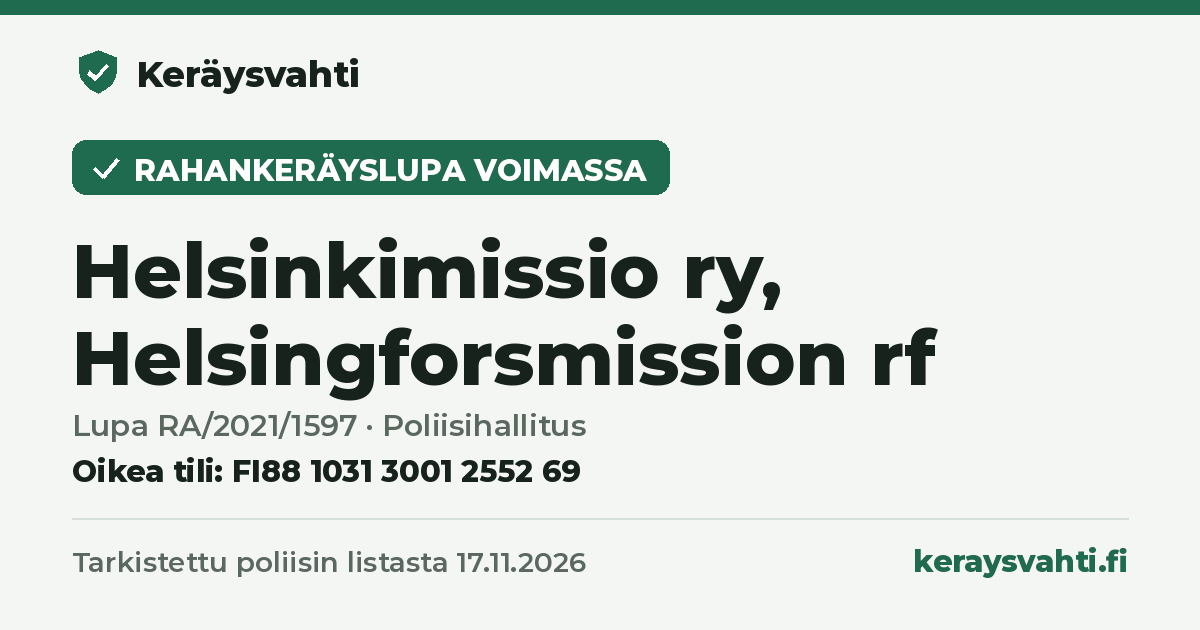 Keräysvahti
RAHANKERÄYSLUPA VOIMASSA
Helsinkimissio ry,
Helsingforsmission rf
Lupa RA/2021/1597 · Poliisihallitus
Oikea tili: FI88 1031 3001 2552 69
Tarkistettu poliisin listasta 17.11.2026
keraysvahti.fi